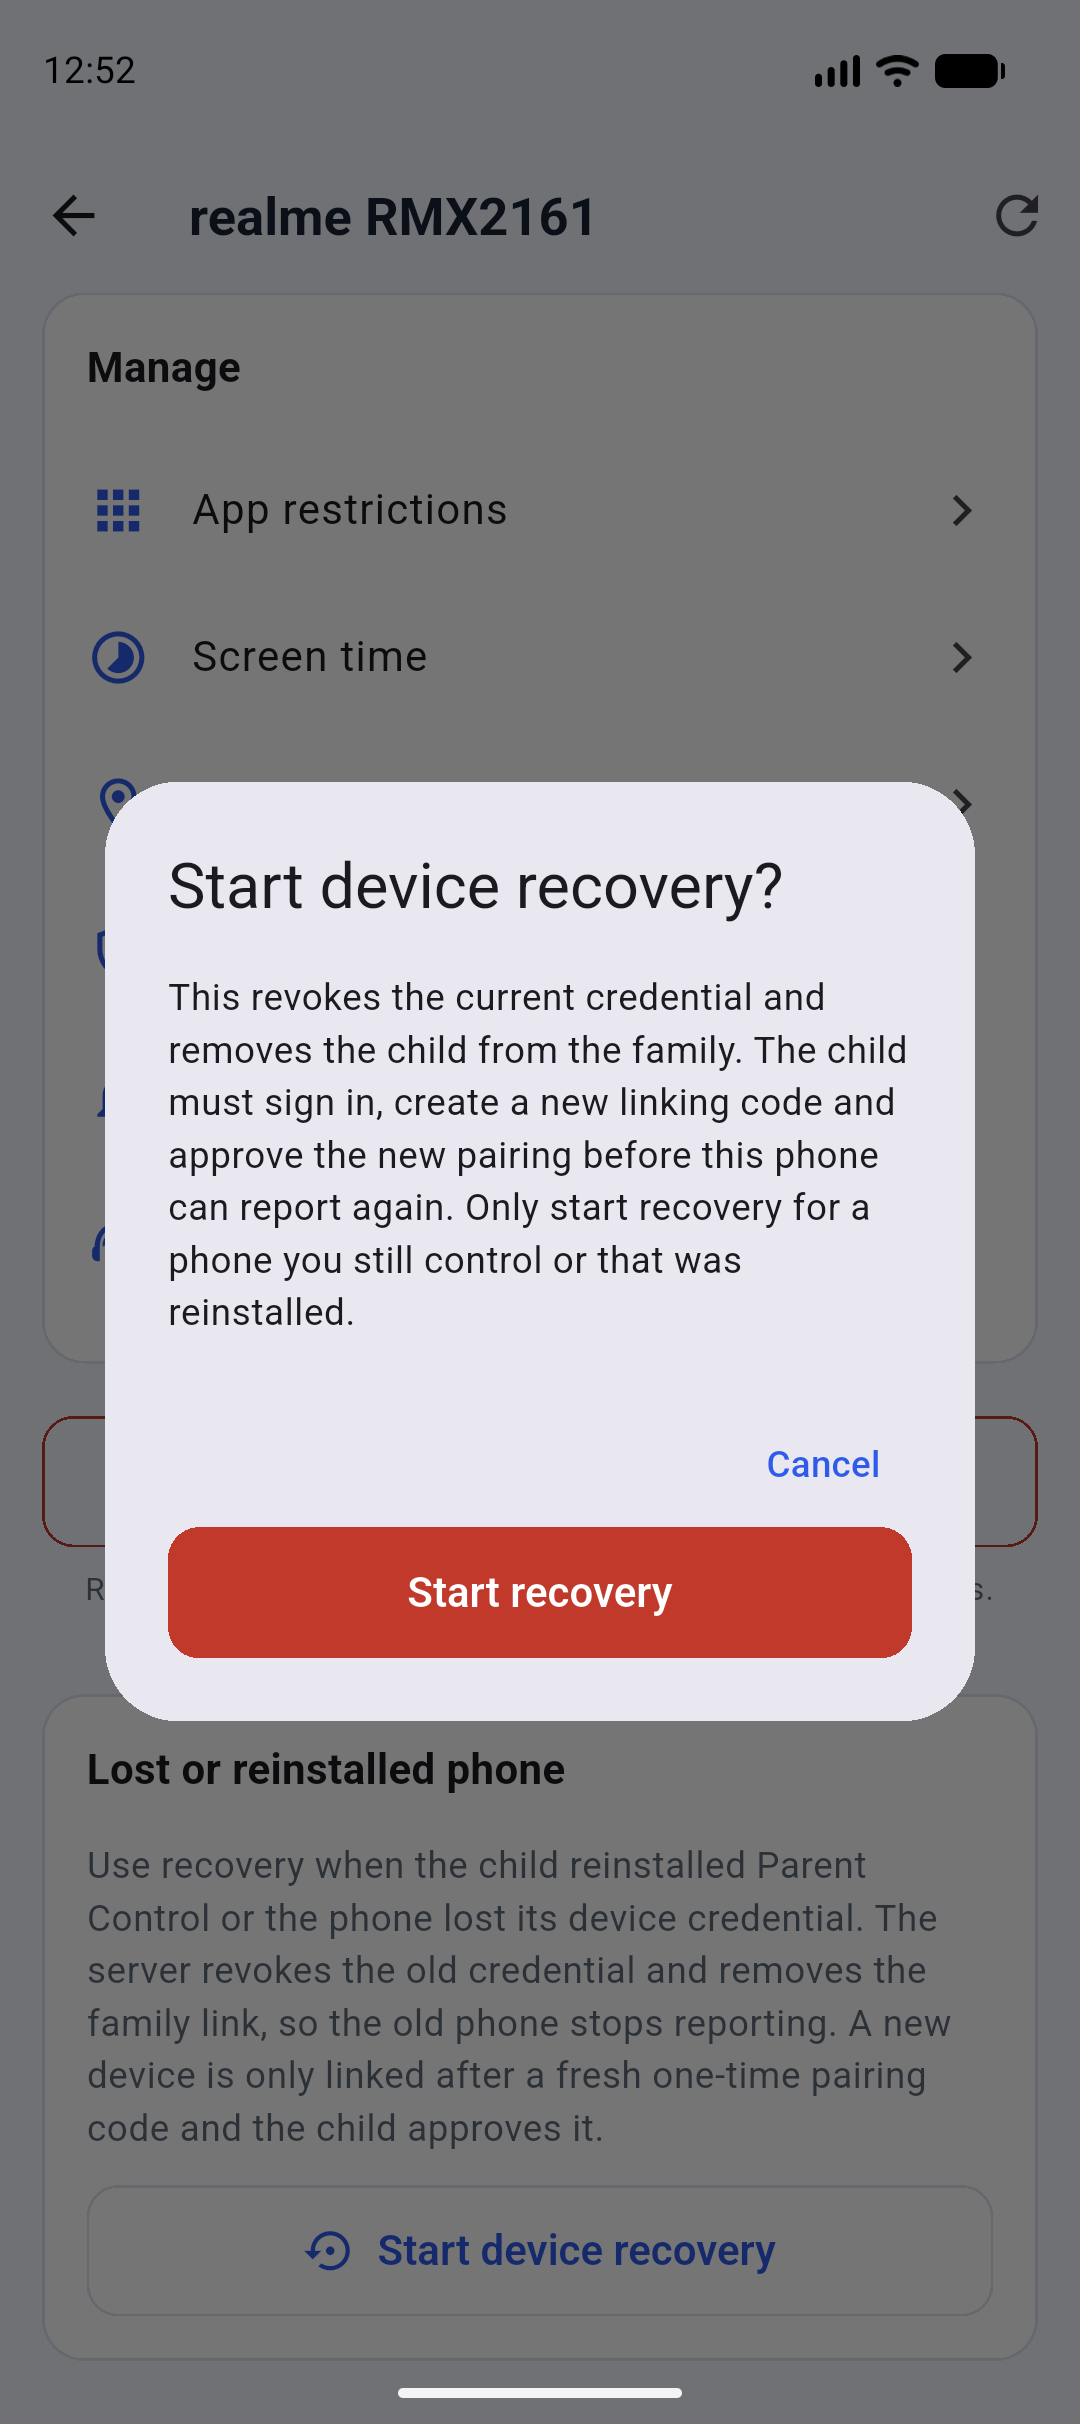 12:52
realme RMX2161
Manage
App restrictions
Screen time
Start device recovery?
This revokes the current credential and
removes the child from the family. The child
must sign in, create a new linking code and
approve the new pairing before this phone
can report again. Only start recovery for a
phone you still control or that was
reinstalled.
Cancel
Start recovery
Lost or reinstalled phone
Use recovery when the child reinstalled Parent
Control or the phone lost its device credential. The
server revokes the old credential and removes the
family link, so the old phone stops reporting. A new
device is only linked after a fresh one-time pairing
code and the child approves it.
Start device recovery